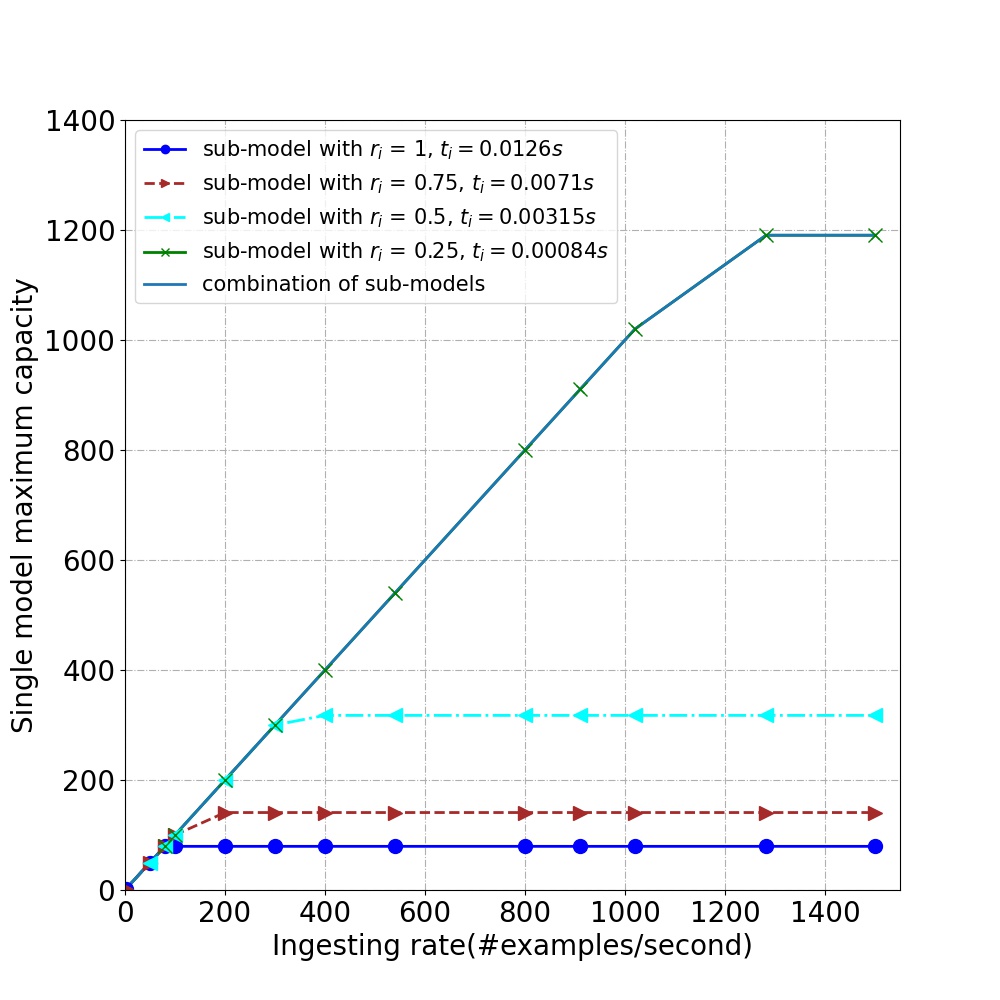 sub-model with r_i = 1, t_i = 0.0126s
sub-model with r_i = 0.75, t_i = 0.0071s
sub-model with r_i = 0.5, t_i = 0.00315s
sub-model with r_i = 0.25, t_i = 0.00084s
combination of sub-models
Single model maximum capacity
1400
1200
1000
800
600
400
200
0
0 200 400 600 800 1000 1200 1400
Ingesting rate(#examples/second)